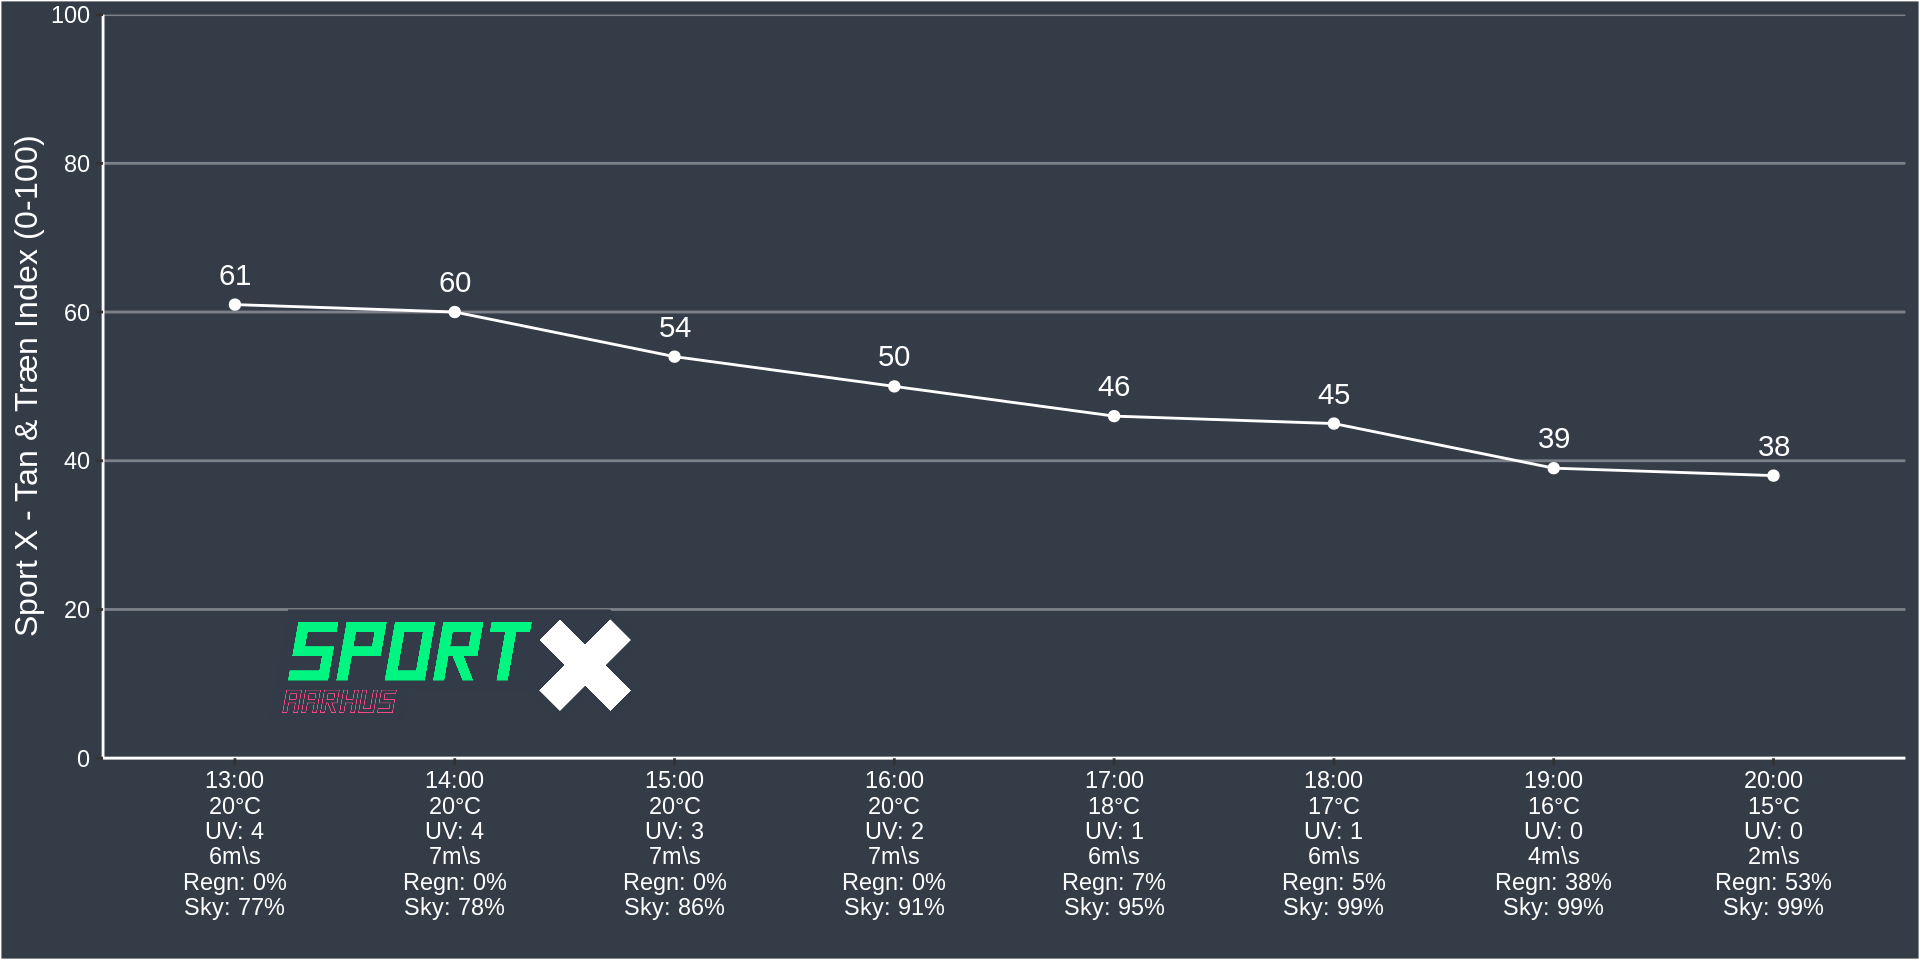 Sport X - Tan & Træn Index (0-100)
100
80
60
40
20
0
61
60
54
50
46
45
39
38
SPORT X
AARHUS
13:00 14:00 15:00 16:00 17:00 18:00 19:00 20:00
20°C 20°C 20°C 20°C 18°C 17°C 16°C 15°C
UV: 4 UV: 4 UV: 3 UV: 2 UV: 1 UV: 1 UV: 0 UV: 0
6m\s 7m\s 7m\s 7m\s 6m\s 6m\s 4m\s 2m\s
Regn: 0% Regn: 0% Regn: 0% Regn: 0% Regn: 7% Regn: 5% Regn: 38% Regn: 53%
Sky: 77% Sky: 78% Sky: 86% Sky: 91% Sky: 95% Sky: 99% Sky: 99% Sky: 99%